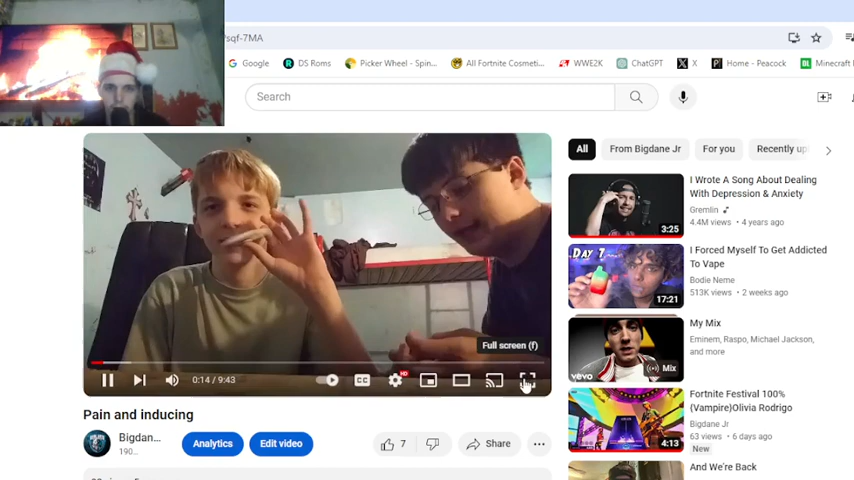 sqf-7MA
Google
DS Roms
Picker Wheel - Spin...
All Fortnite Cosmeti...
WWE2K
ChatGPT
X
Home - Peacock
Minecraft
Search
All
From Bigdane Jr
For you
Recently up
I Wrote A Song About Dealing
With Depression & Anxiety
Gremlin
4.4M views • 4 years ago
3:25
DAY 7
I Forced Myself To Get Addicted
To Vape
Bodie Neme
513K views • 2 weeks ago
17:21
My Mix
Eminem, Raspo, Michael Jackson,
and more
vevo
Mix
Full screen (f)
0:14 / 9:43
CC
HD
Fortnite Festival 100%
(Vampire)Olivia Rodrigo
Bigdane Jr
63 views • 6 days ago
New
4:13
And We're Back
Pain and inducing
Bigdan...
190...
Analytics
Edit video
7
Share